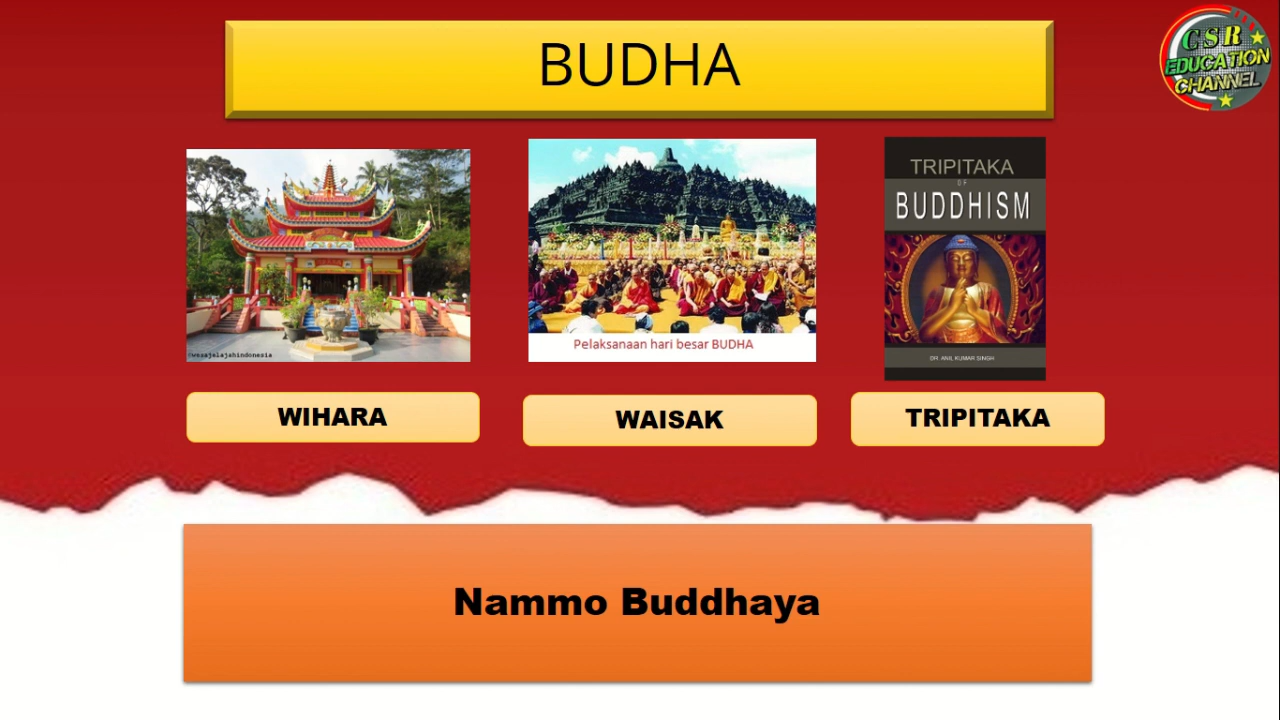 BUDHA
CSR
EDUCATION
CHANNEL
@wezajelajahindonesia
Pelaksanaan hari besar BUDHA
TRIPITAKA
OF
BUDDHISM
DR. ANIL KUMAR SINGH
WIHARA
WAISAK
TRIPITAKA
Nammo Buddhaya